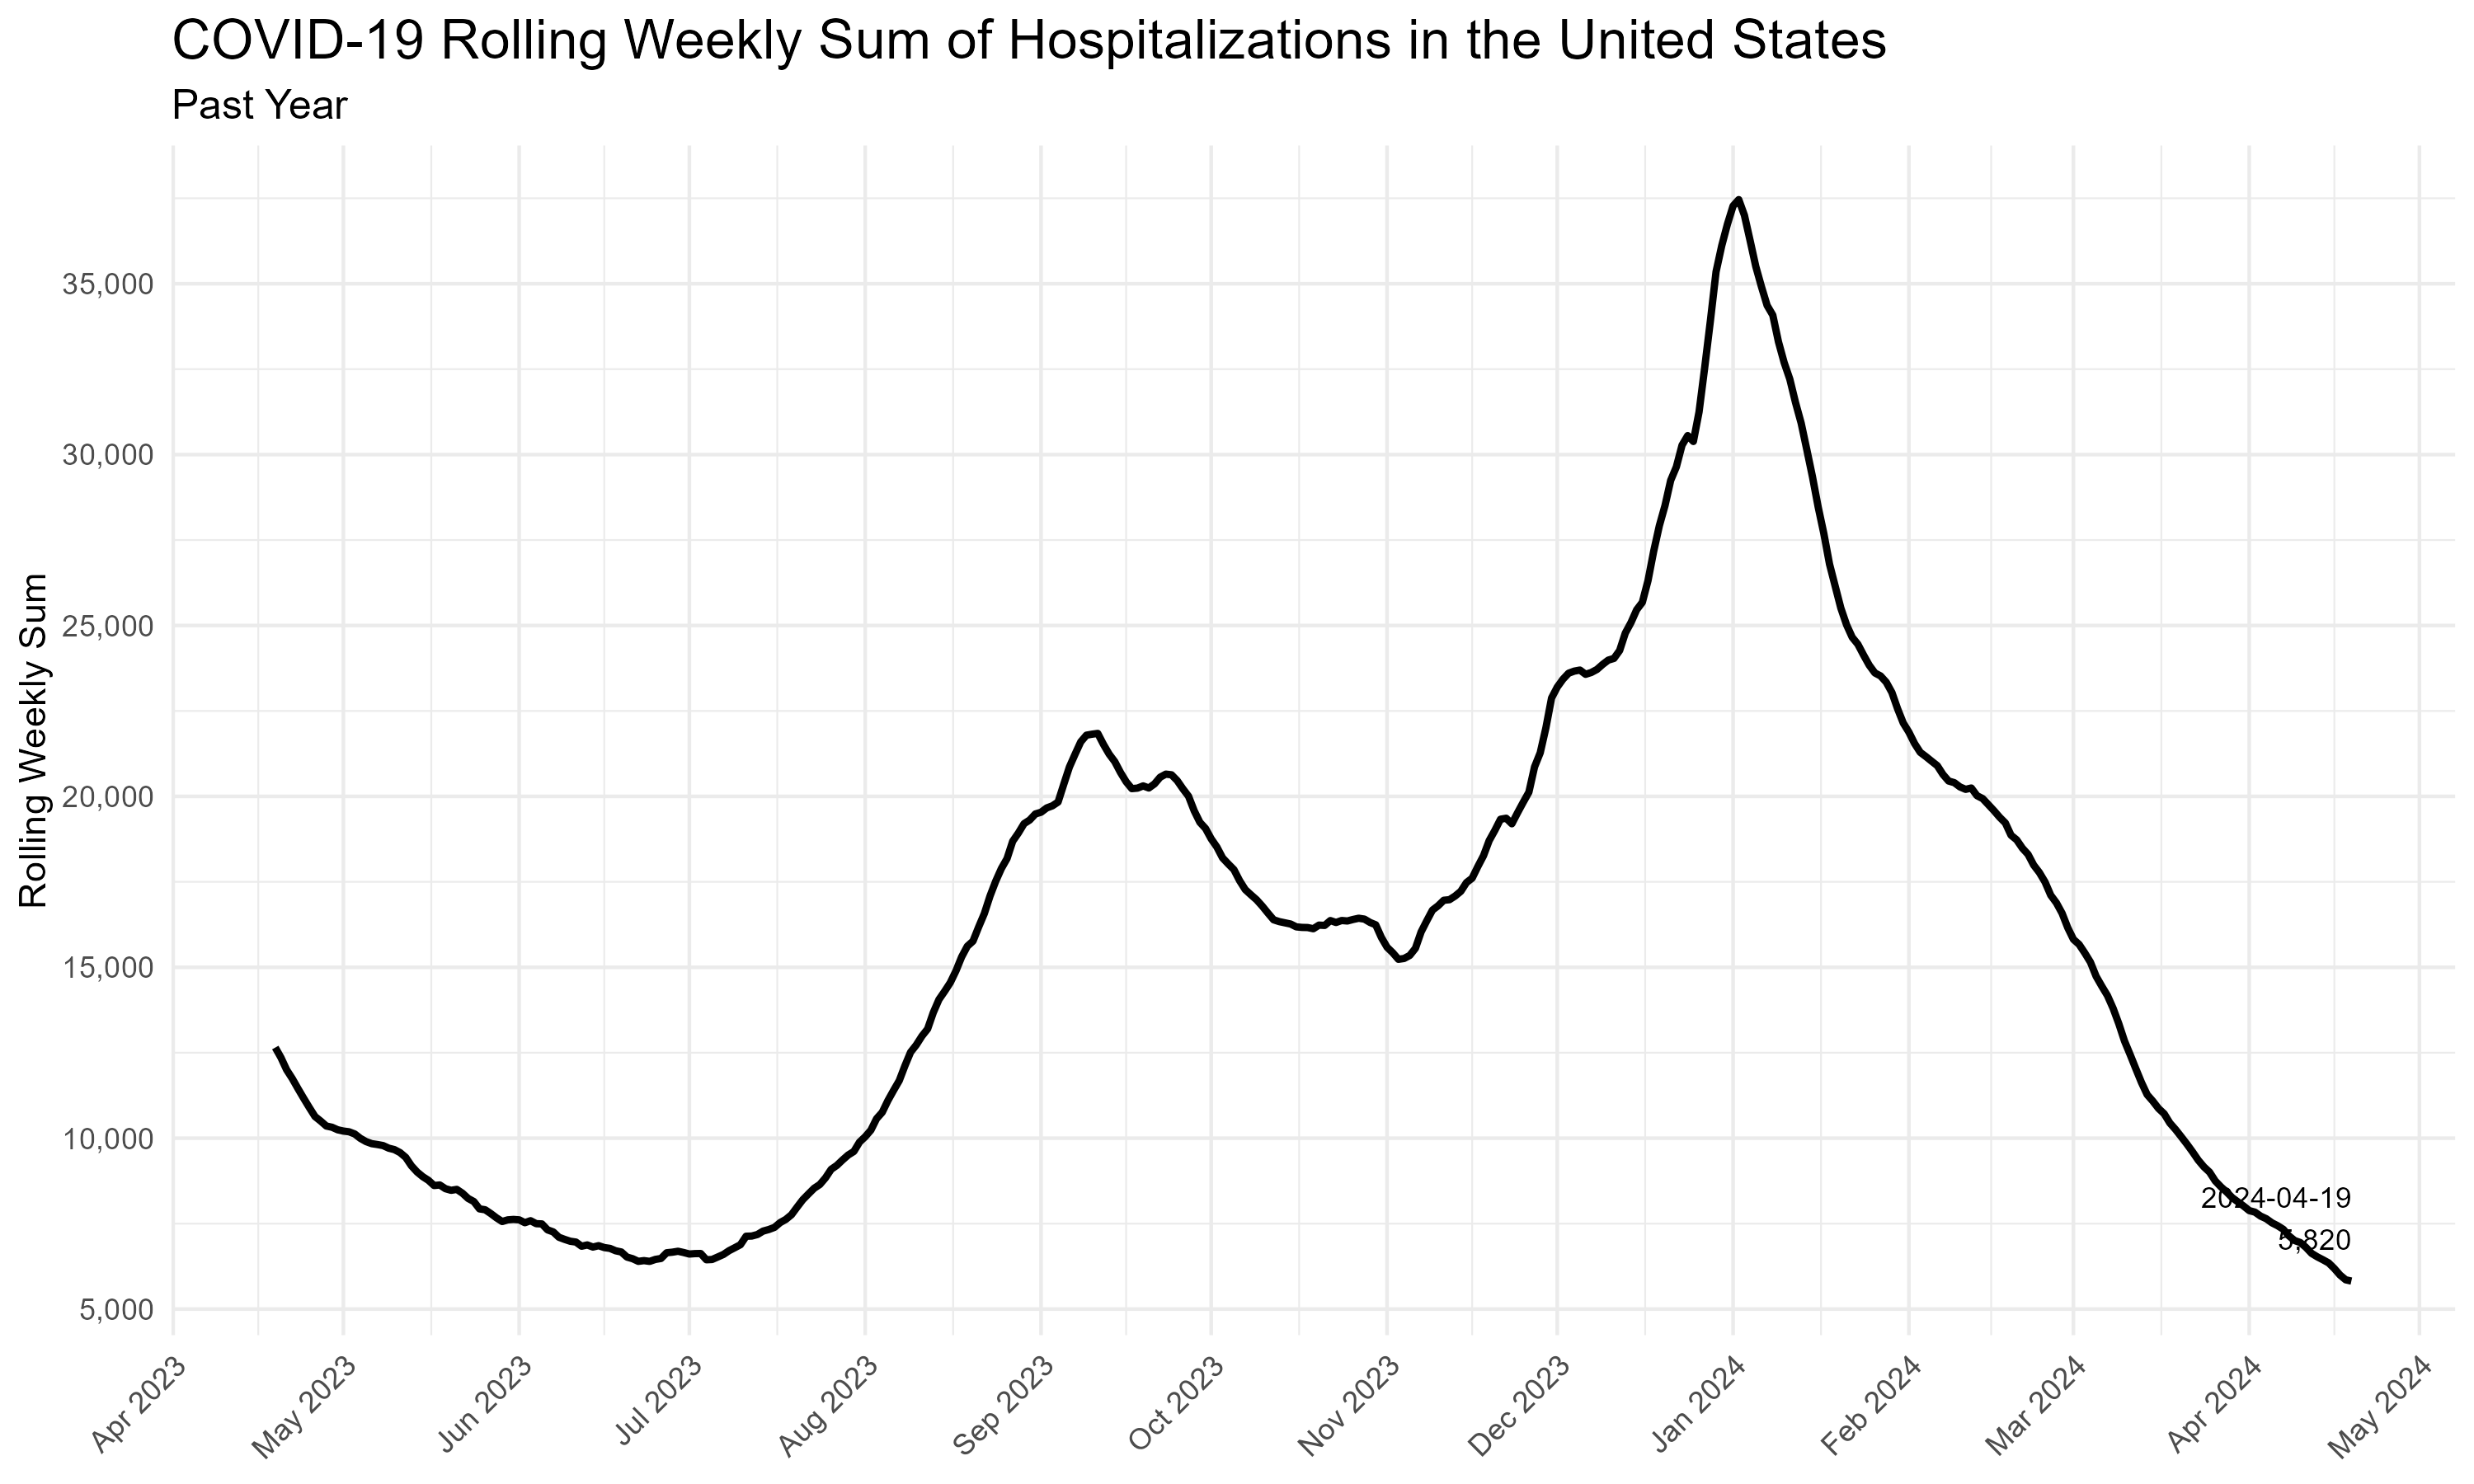 COVID-19 Rolling Weekly Sum of Hospitalizations in the United States
Past Year
Rolling Weekly Sum
35,000
30,000
25,000
20,000
15,000
10,000
5,000
2024-04-19
5,820
Apr 2023
May 2023
Jun 2023
Jul 2023
Aug 2023
Sep 2023
Oct 2023
Nov 2023
Dec 2023
Jan 2024
Feb 2024
Mar 2024
Apr 2024
May 2024